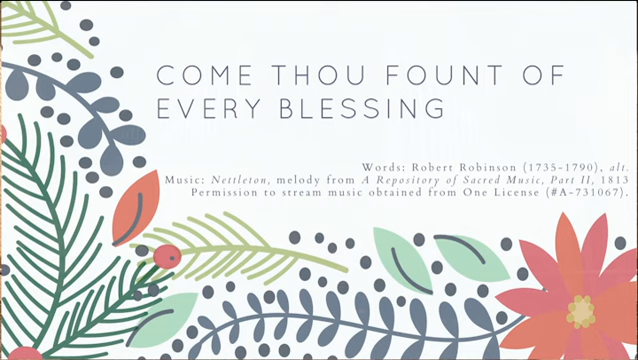 COME THOU FOUNT OF
EVERY BLESSING
Words: Robert Robinson (1735-1790), alt.
Music: Nettleton, melody from A Repository of Sacred Music, Part II, 1813
Permission to stream music obtained from One License (#A-731067).